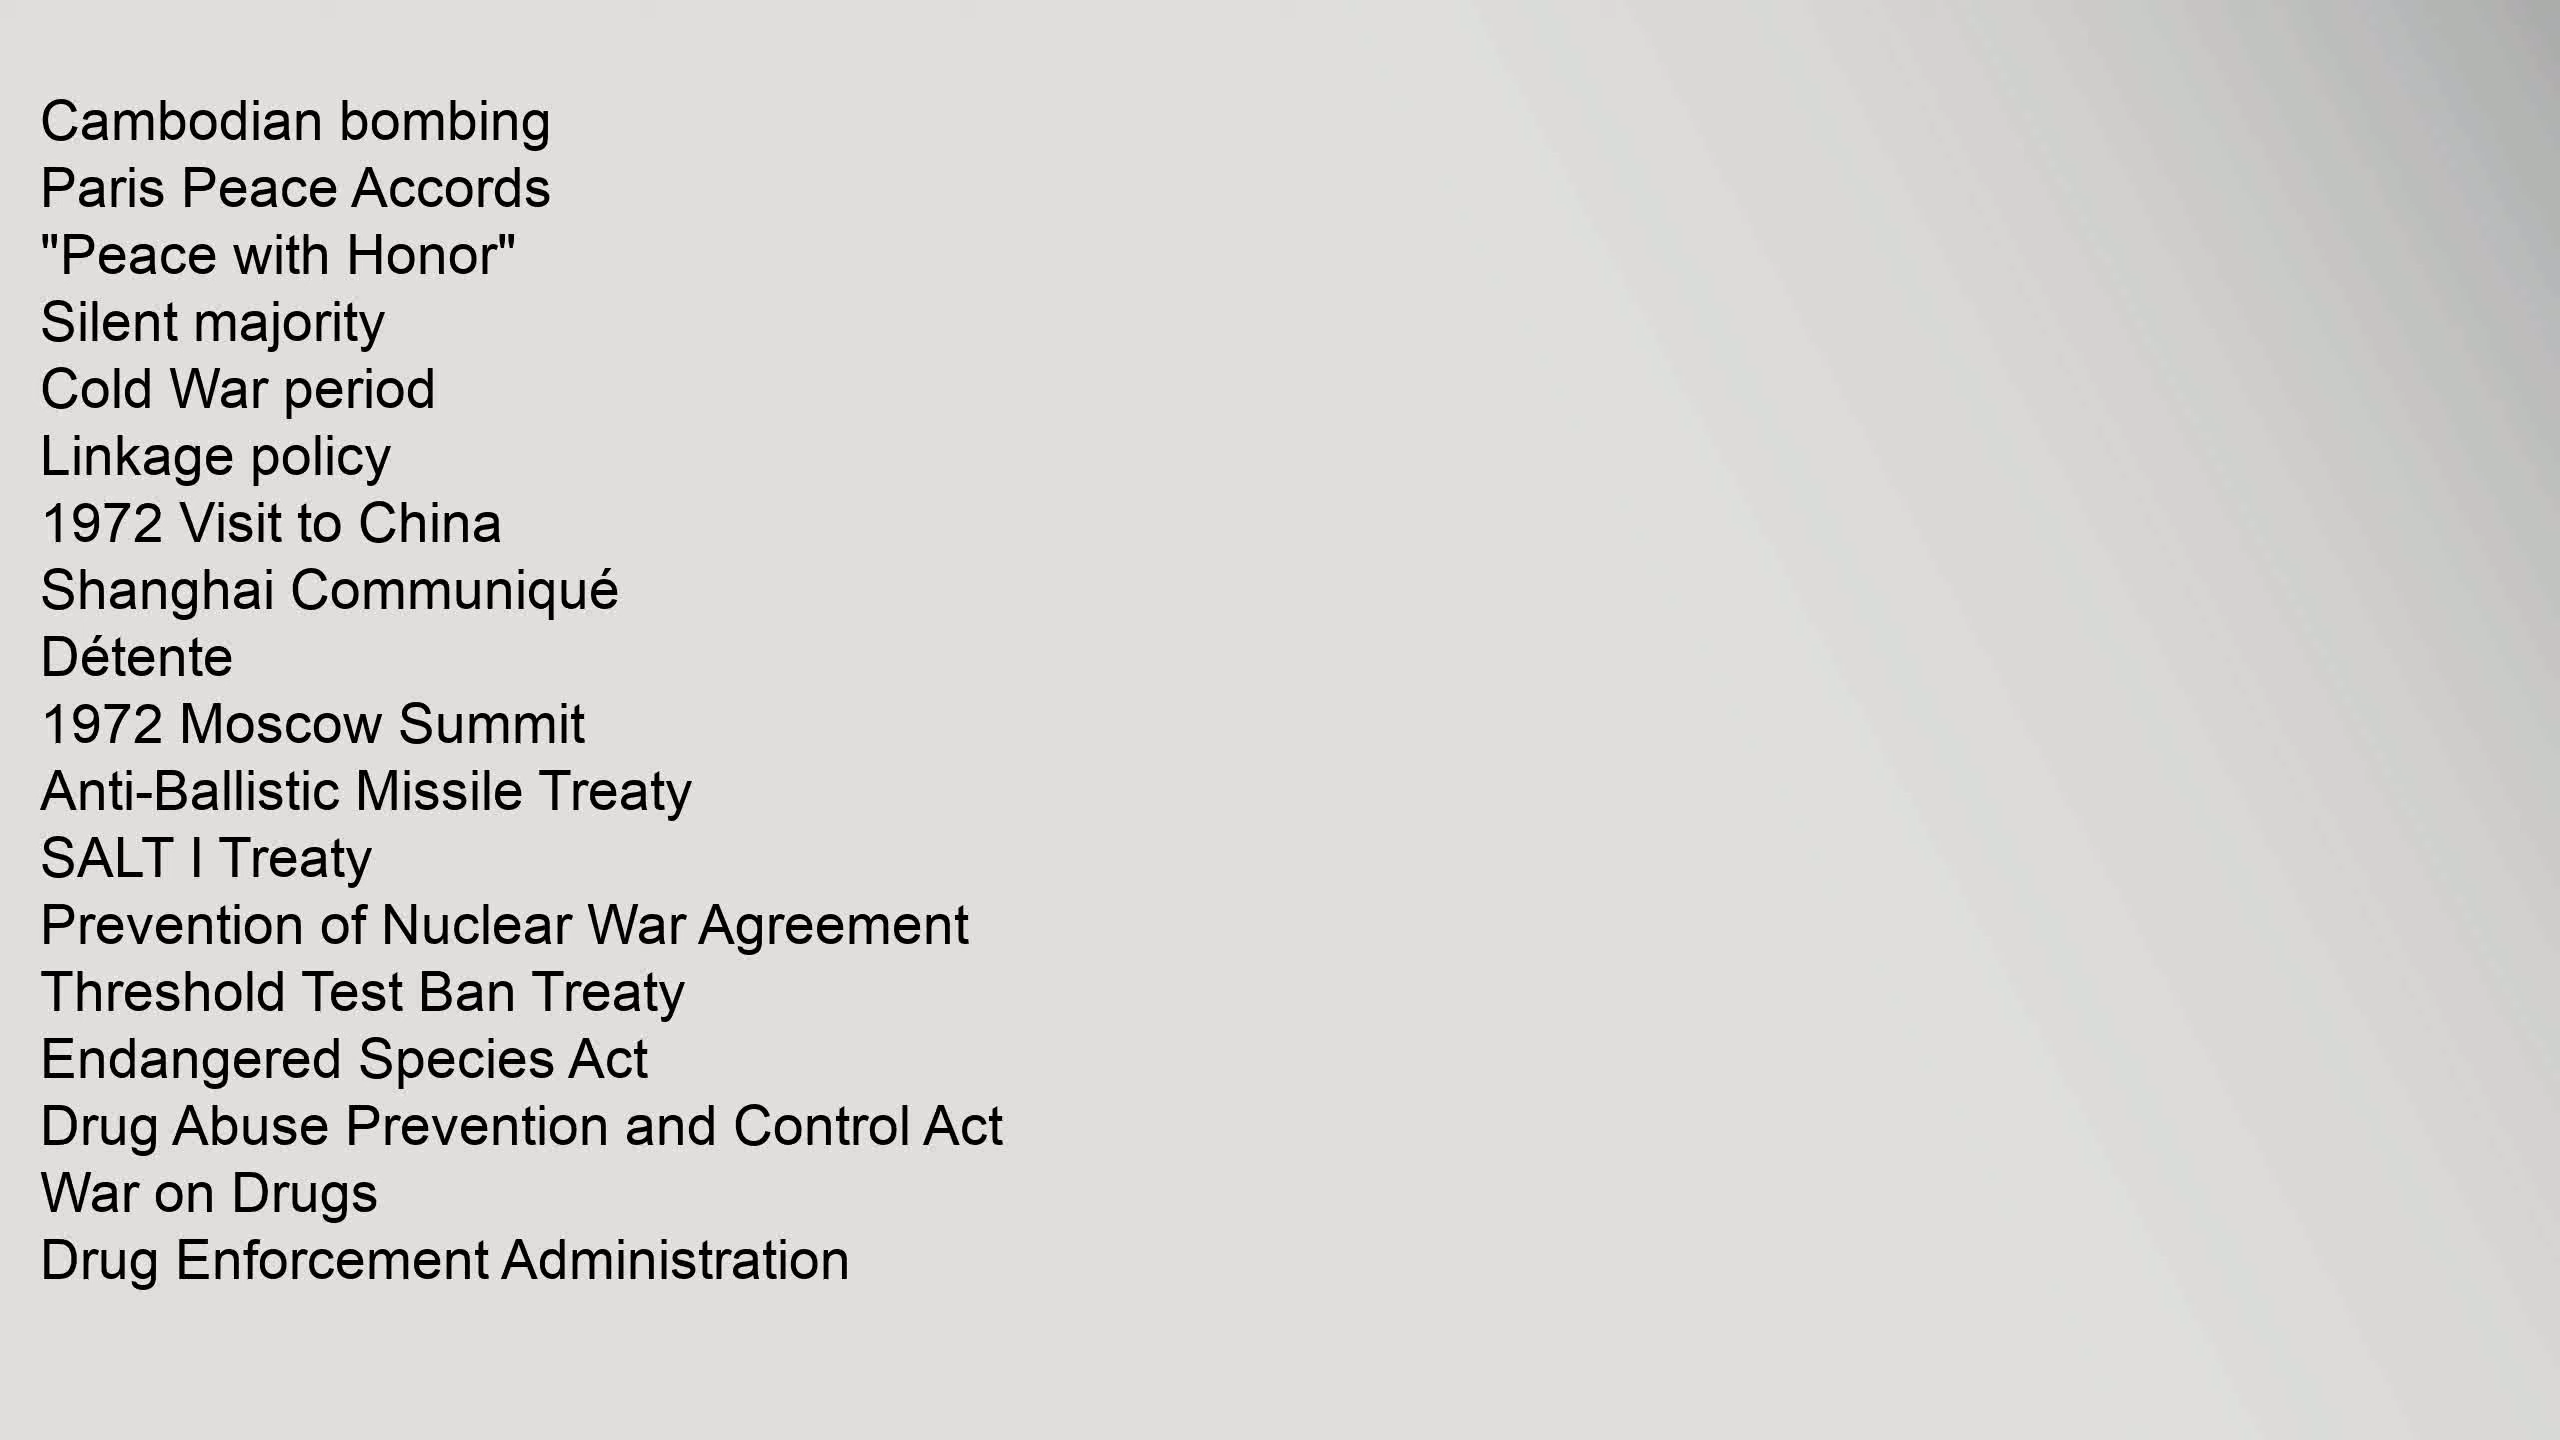 Cambodian bombing
Paris Peace Accords
"Peace with Honor"
Silent majority
Cold War period
Linkage policy
1972 Visit to China
Shanghai Communiqué
Détente
1972 Moscow Summit
Anti-Ballistic Missile Treaty
SALT I Treaty
Prevention of Nuclear War Agreement
Threshold Test Ban Treaty
Endangered Species Act
Drug Abuse Prevention and Control Act
War on Drugs
Drug Enforcement Administration